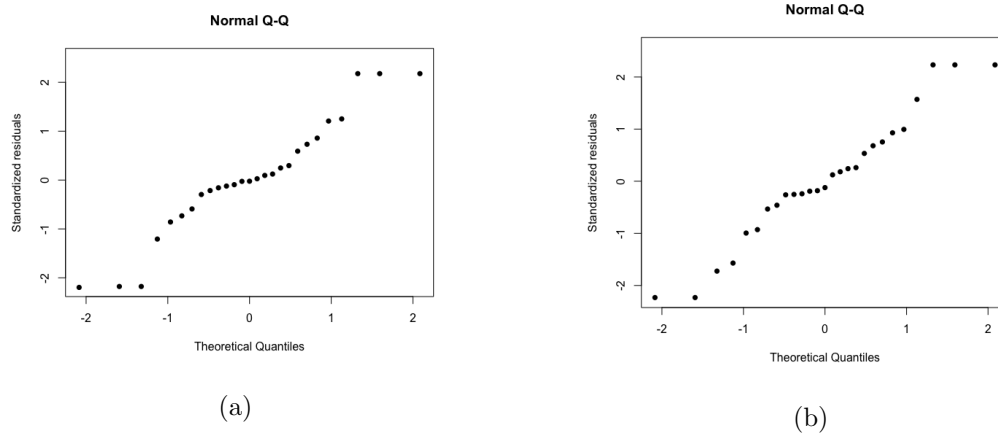 Normal Q-Q
Standardized residuals
2
1
0
-1
-2
-2
-1
0
1
2
Theoretical Quantiles
(a)
Normal Q-Q
Standardized residuals
2
1
0
-1
-2
-2
-1
0
1
2
Theoretical Quantiles
(b)